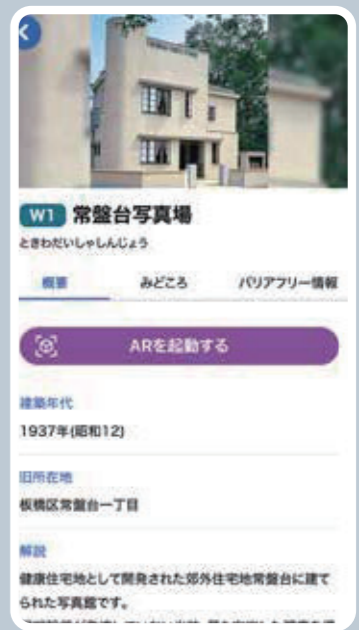 W1 常盤台写真場
ときわだいしゃしんじょう
概要 みどころ バリアフリー情報
ARを起動する
建築年代
1937年(昭和12)
旧所在地
板橋区常盤台一丁目
解説
健康住宅地として開発された郊外住宅地常盤台に建て
られた写真館です。